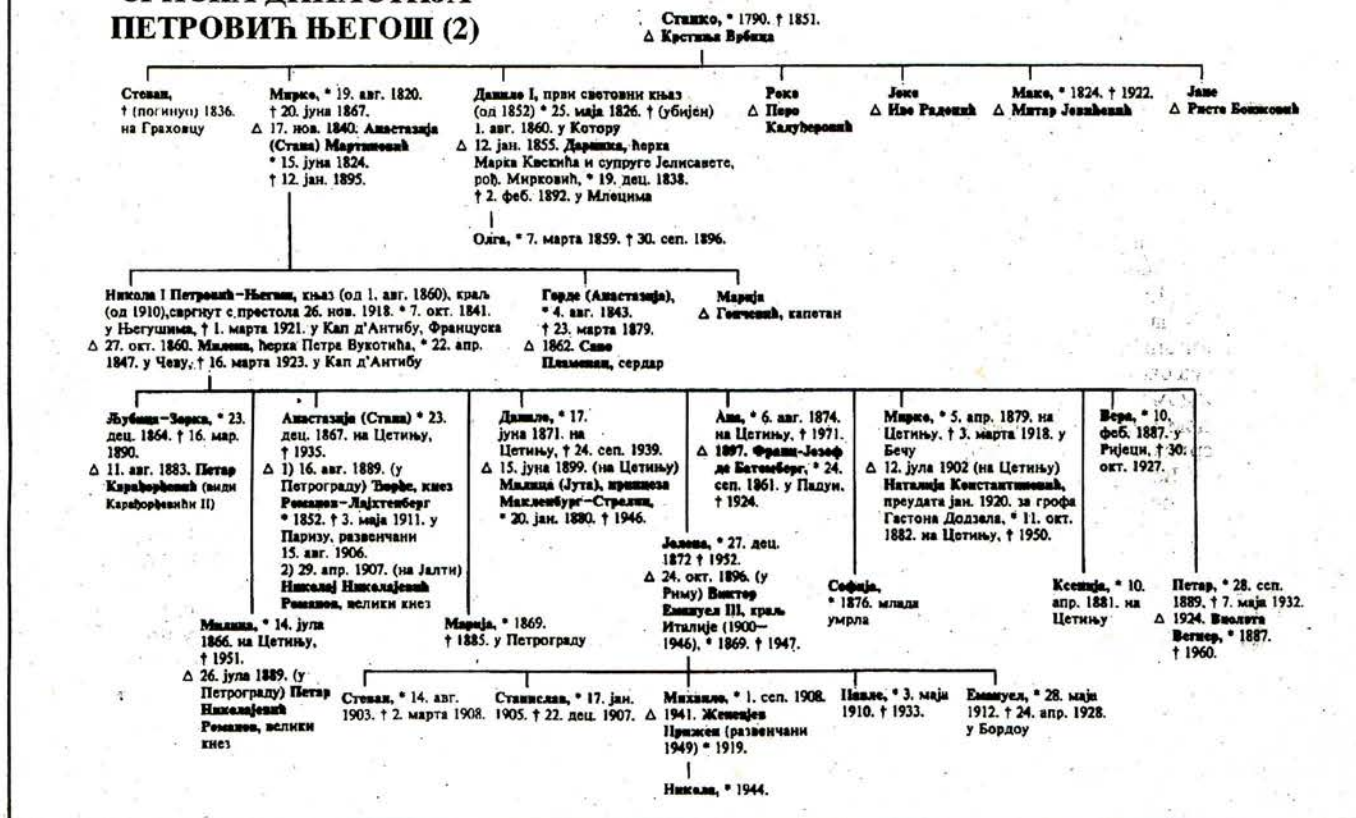 ПЕТРОВИЋ ЊЕГОШ (2)
Станко, * 1790. † 1851.
△ Крстиња Врбица
Стеван,
† (погинуо) 1836.
на Граховцу
Мирко, * 19. авг. 1820.
† 20. јуна 1867.
△ 17. нов. 1840. Анастазија
(Стана) Мартиновић
* 15. јуна 1824.
† 12. јан. 1895.
Данило I, први световни књаз
(од 1852) * 25. маја 1826. † (убијен)
1. авг. 1860. у Котору
△ 12. јан. 1855. Даринка, ћерка
Марка Квекића и супруге Јелисавете,
рођ. Мирковић, * 19. дец. 1838.
† 2. феб. 1892. у Млецима
Роке
△ Перо
Калуђеровић
Јоке
△ Иво Радонић
Маке, * 1824. † 1922.
△ Митар
Јане
△ Ристо Бошковић
Олга, * 7. марта 1859. † 30. сеп. 1896.
Никола I Петровић-Његош, књаз (од 1. авг. 1860), краљ
(од 1910),свргнут с престола 26. нов. 1918. * 7. окт. 1841.
у Његушима, † 1. марта 1921. у Кап д'Антибу, Француска
△ 27. окт. 1860. Милена, ћерка Петра Вукотића, * 22. апр.
1847. у Чеву, † 16. марта 1923. у Кап д'Антибу
Горде (Анастазија),
* 4. авг. 1843.
† 23. марта 1879.
△ 1862. Саво
Пламенац, сердар
Марија
△ Гомчевић, капетан
Љубица-Зорка, * 23.
дец. 1864. † 16. мар.
1890.
△ 11. авг. 1883. Петар
Карађорђевић (види
Карађорђевићи II)
Анастазија (Стана) * 23.
дец. 1867. на Цетињу,
† 1935.
△ 1) 16. авг. 1889. (у
Петрограду) Ђорђе, кнез
Романов-Лајхтенберг
* 1852. † 3. маја 1911. у
Паризу, развенчани
15. авг. 1906.
2) 29. апр. 1907. (на Јалти)
Николај Николајевић
Романов, велики кнез
Данило, * 17.
јуна 1871. на
Цетињу, † 24. сеп. 1939.
△ 15. јуна 1899. (на Цетињу)
Милица (Јута), принцеза
Макленбург-Стрелиц,
* 20. јан. 1880. † 1946.
Ана, * 6. авг. 1874.
на Цетињу, † 1971.
△ 1897. Франц-Јозеф
де Батемберг, * 24.
сеп. 1861. у Падуи,
† 1924.
Мирко, * 5. апр. 1879. на
Цетињу, † 3. марта 1918. у
Бечу
△ 12. јула 1902 (на Цетињу)
Наталија Константиновић,
преудата јан. 1920. за грофа
Гастона Додзела, * 11. окт.
1882. на Цетињу, † 1950.
Вера, * 10.
феб. 1887. у
Ријеци, † 30.
окт. 1927.
Милица, * 14. јула
1866. на Цетињу,
† 1951.
△ 26. јула 1889. (у
Петрограду) Петар
Николајевић
Романов, велики
кнез
Марија, * 1869.
† 1885. у Петрограду
Јелена, * 27. дец.
1872 † 1952.
△ 24. окт. 1896. (у
Риму) Виктор
Емануел III, краљ
Италије (1900—
1946), * 1869. † 1947.
Софија,
* 1876. млада
умрла
Ксенија, * 10.
апр. 1881. на
Цетињу
Петар, * 28. сеп.
1889. † 7. маја 1932.
△ 1924. Виолета
Вегнер, * 1887.
† 1960.
Стеван, * 14. авг.
1903. † 2. марта 1908.
Станислав, * 17. јан.
1905. † 22. дец. 1907.
Михаило, * 1. сеп. 1908.
△ 1941. Женевјев
Прижен (развенчани
1949) * 1919.
Павле, * 3. маја
1910. † 1933.
Емануел, * 28. маја
1912. † 24. апр. 1928.
у Бордоу
Никола, * 1944.